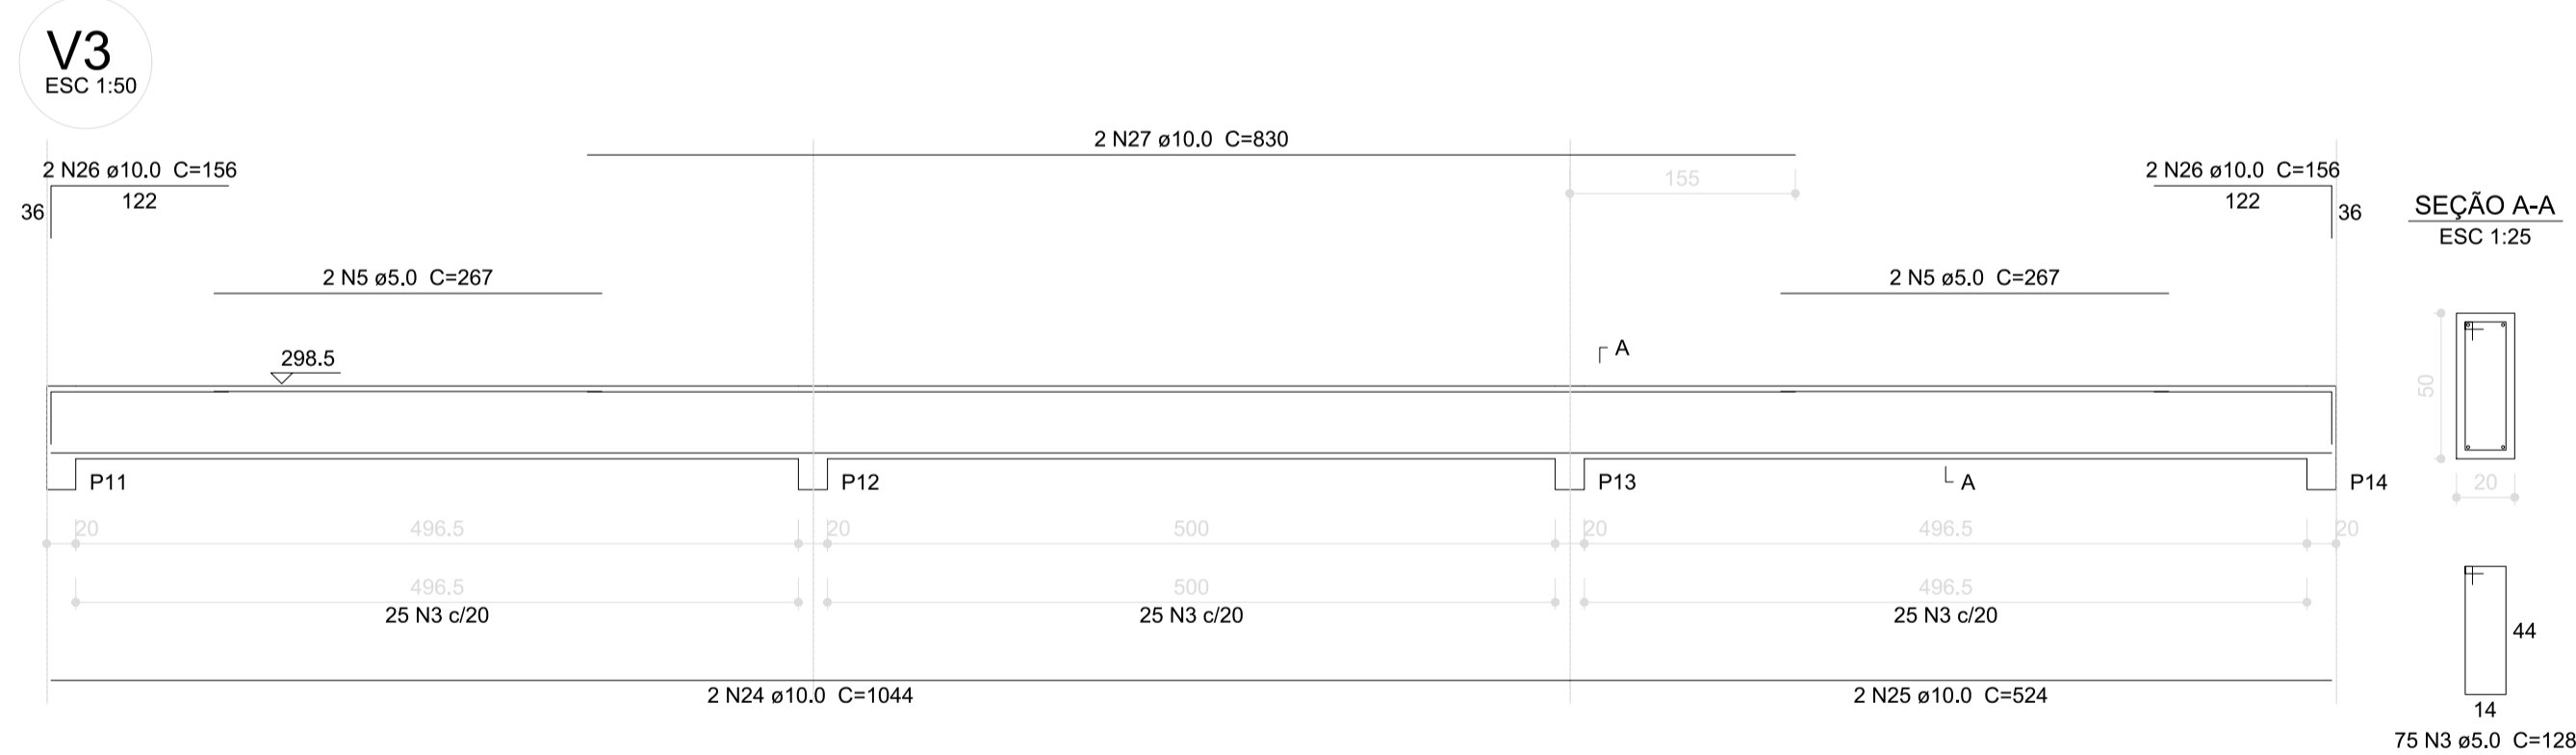 V3
ESC 1:50
2 N27 ø10.0 C=830
2 N26 ø10.0 C=156
2 N26 ø10.0 C=156
155
122
122
36
36
SEÇÃO A-A
ESC 1:25
2 N5 ø5.0 C=267
2 N5 ø5.0 C=267
298.5
A
50
P11
P12
P13
A
P14
20
20
496.5
20
500
20
496.5
20
496.5
500
496.5
25 N3 c/20
25 N3 c/20
25 N3 c/20
44
2 N24 ø10.0 C=1044
2 N25 ø10.0 C=524
14
75 N3 ø5.0 C=128